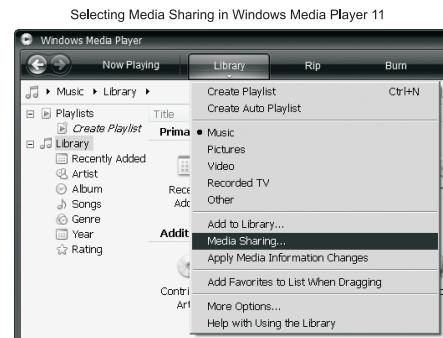 Selecting Media Sharing in Windows Media Player 11
Windows Media Player
Now Playing Library Rip Burn
Music Library
Playlists
Create Playlist
Library
Recently Added
Artist
Album
Songs
Genre
Year
Rating
Title
Prima
Rece
Add
Addit
Contri
Art
Create Playlist Ctrl+N
Create Auto Playlist
Music
Pictures
Video
Recorded TV
Other
Add to Library...
Media Sharing...
Apply Media Information Changes
Add Favorites to List When Dragging
More Options...
Help with Using the Library